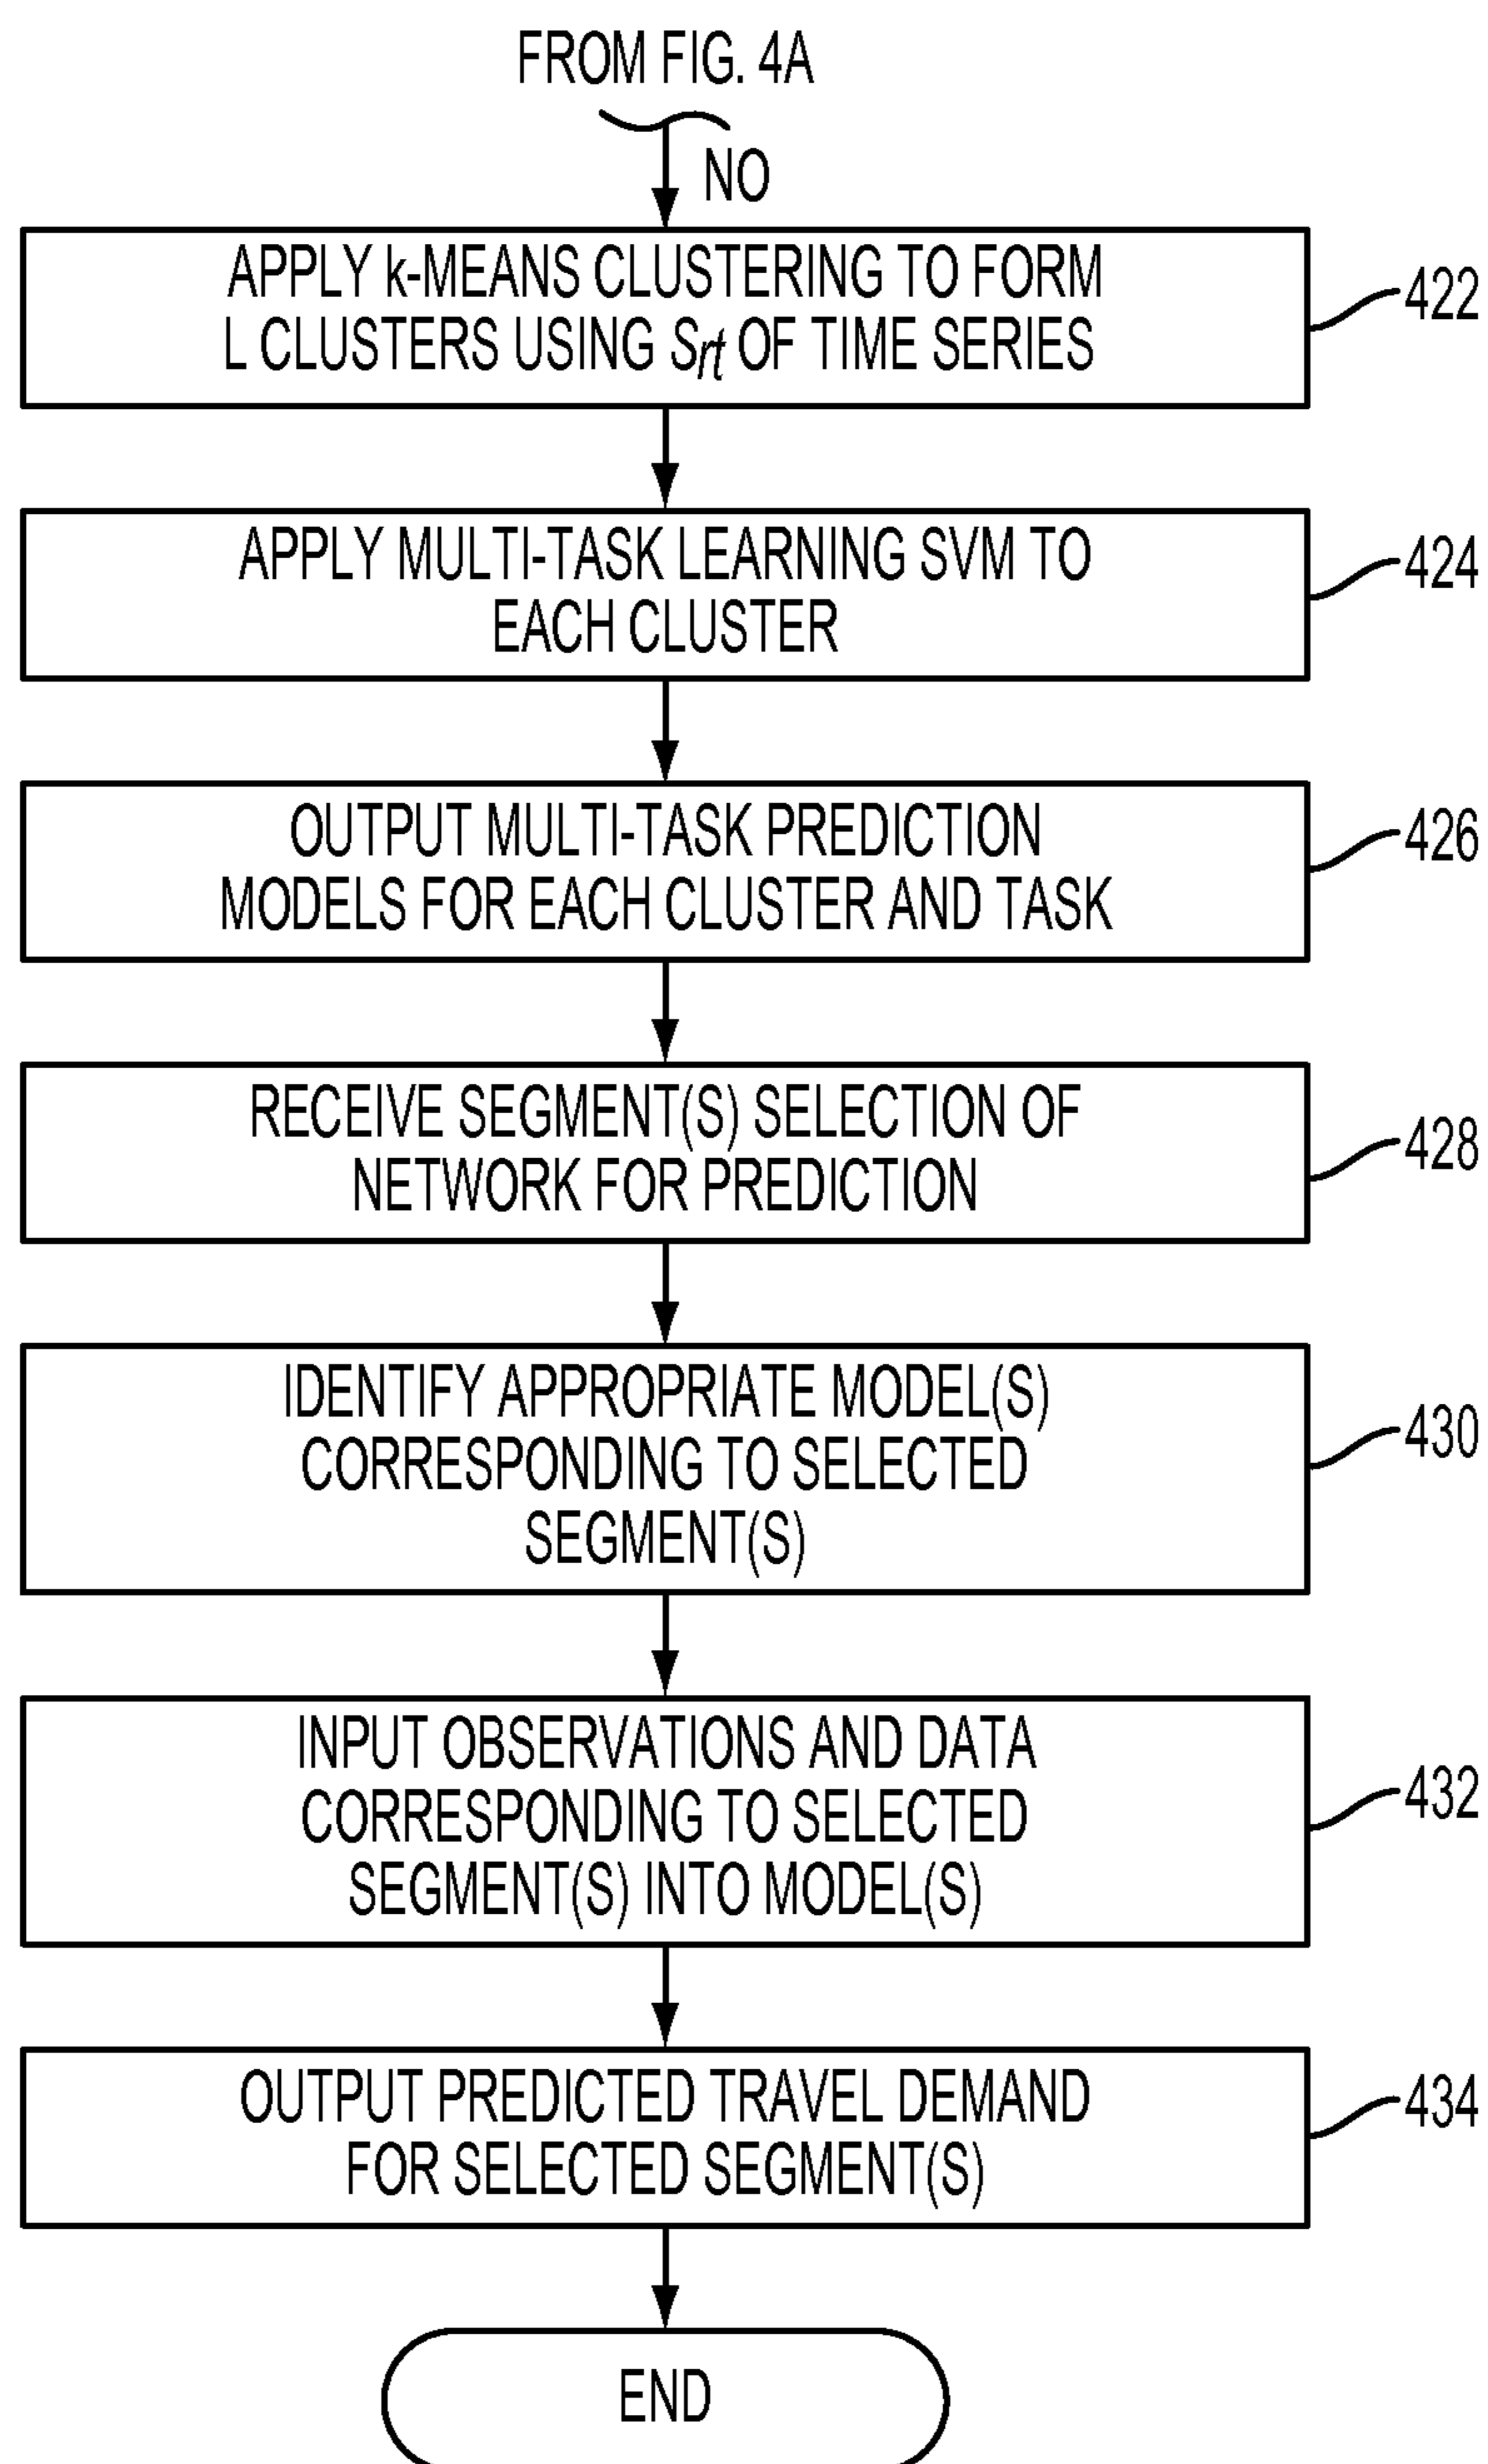 FROM FIG. 4A
NO
APPLY k-MEANS CLUSTERING TO FORM
L CLUSTERS USING Srt OF TIME SERIES
422
APPLY MULTI-TASK LEARNING SVM TO
EACH CLUSTER
424
OUTPUT MULTI-TASK PREDICTION
MODELS FOR EACH CLUSTER AND TASK
426
RECEIVE SEGMENT(S) SELECTION OF
NETWORK FOR PREDICTION
428
IDENTIFY APPROPRIATE MODEL(S)
CORRESPONDING TO SELECTED
SEGMENT(S)
430
INPUT OBSERVATIONS AND DATA
CORRESPONDING TO SELECTED
SEGMENT(S) INTO MODEL(S)
432
OUTPUT PREDICTED TRAVEL DEMAND
FOR SELECTED SEGMENT(S)
434
END